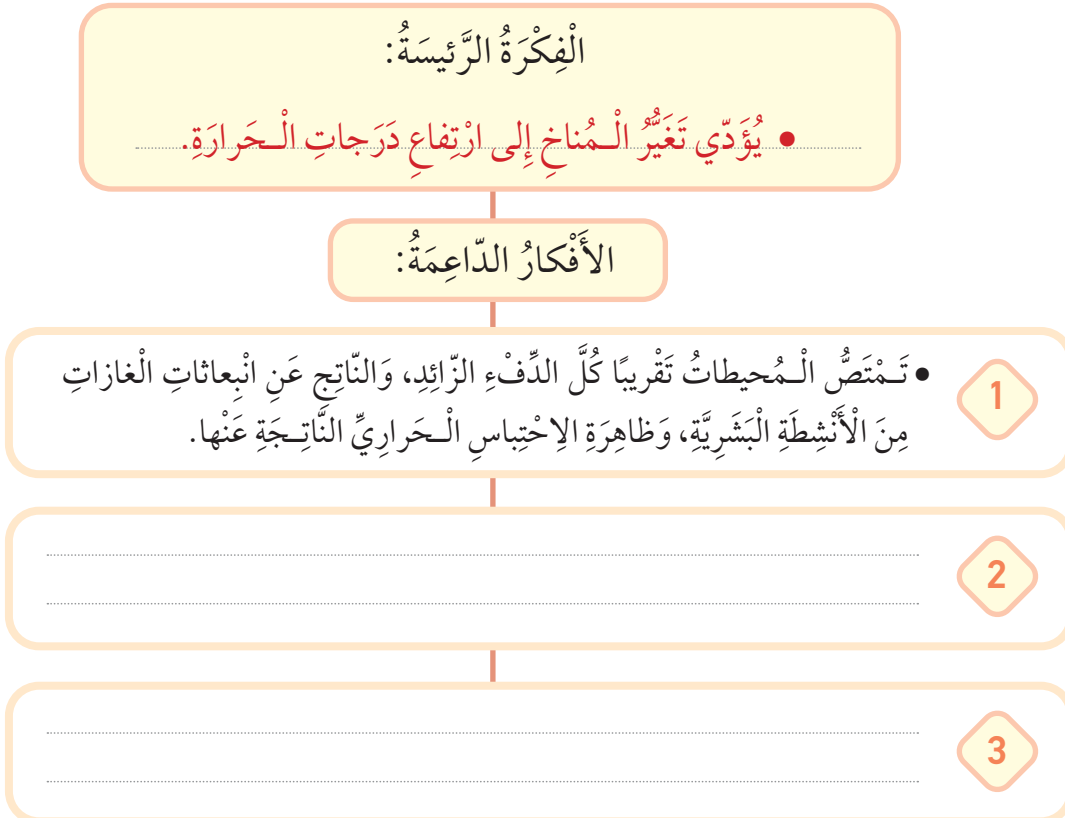 الْفِكْرَةُ الرَّئيسَةُ:
• يُؤَدّي تَغَيُّرُ الْـمُناخِ إِلى ارْتِفاعِ دَرَجاتِ الْـحَرارَةِ.
الأَفْكارُ الدّاعِمَةُ:
1
• تَـمْتَصُّ الْـمُحيطاتُ تَقْريبًا كُلَّ الدِّفْءِ الزّائِدِ، وَالنّاتِجِ عَنِ انْبِعاثاتِ الْغازاتِ
مِنَ الْأَنْشِطَةِ الْبَشَرِيَّةِ، وَظاهِرَةِ الِاحْتِباسِ الْـحَرارِيِّ النَّاتِـجَةِ عَنْها.
2
3